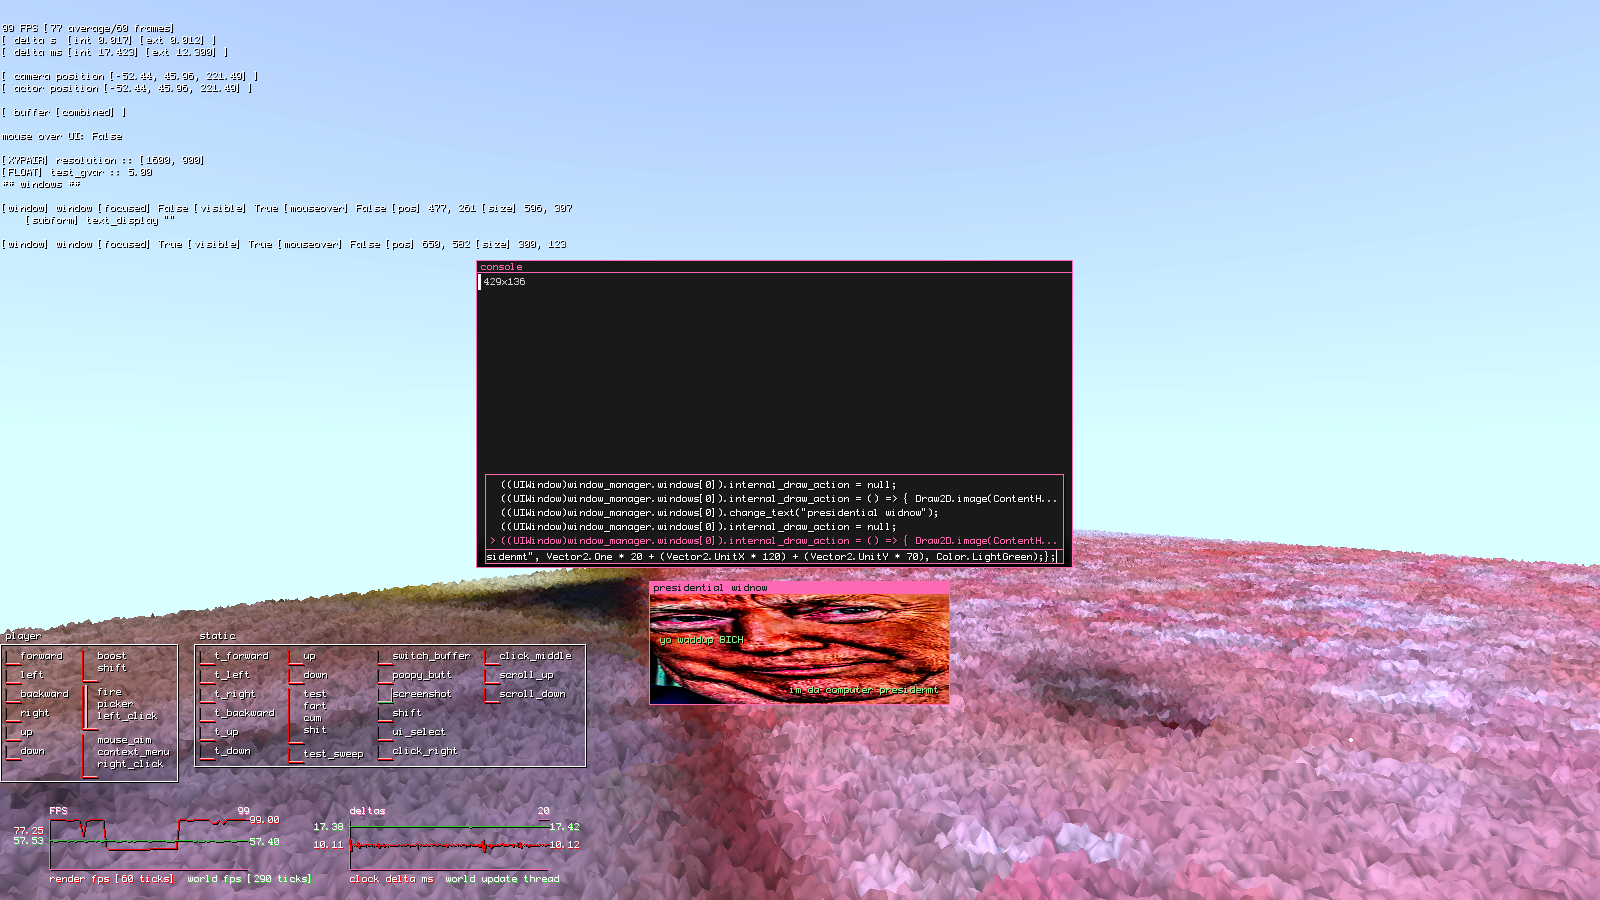 99 FPS [77 average/60 frames]
[ delta s  [int 0.017] [ext 0.012] ]
[ delta ms [int 17.423] [ext 12.300] ]
[ camera position [-52.44, 45.96, 221.49] ]
[ actor position [-52.44, 45.96, 221.49] ]
[ buffer [combined] ]
mouse over UI: False
[XYPAIR] resolution :: [1600, 900]
[FLOAT] test_gvar :: 5.00
## windows ##
[window] window [focused] False [visible] True [mouseover] False [pos] 477, 261 [size] 596, 307
[subform] text_display ""
[window] window [focused] True [visible] True [mouseover] False [pos] 650, 582 [size] 300, 123
console
429x136
((UIWindow)window_manager.windows[0]).internal_draw_action = null;
((UIWindow)window_manager.windows[0]).internal_draw_action = () => { Draw2D.image(ContentH...
((UIWindow)window_manager.windows[0]).change_text("presidential widnow");
((UIWindow)window_manager.windows[0]).internal_draw_action = null;
> ((UIWindow)window_manager.windows[0]).internal_draw_action = () => { Draw2D.image(ContentH...
sidenmt", Vector2.One * 20 + (Vector2.UnitX * 120) + (Vector2.UnitY * 70), Color.LightGreen);};
presidential widnow
yo waddup BICH
im da computer presidenmt
player
forward
left
backward
right
up
down
boost
shift
fire
picker
left_click
mouse_aim
context_menu
right_click
static
t_forward
t_left
t_right
t_backward
t_up
t_down
up
down
test
fart
cum
shit
test_sweep
switch_buffer
poopy_butt
screenshot
shift
ui_select
click_right
click_middle
scroll_up
scroll_down
FPS 99
99.00
77.25
57.53
57.40
render fps [60 ticks] world fps [290 ticks]
deltas 20
17.38
17.42
10.11
10.12
clock delta ms world update thread